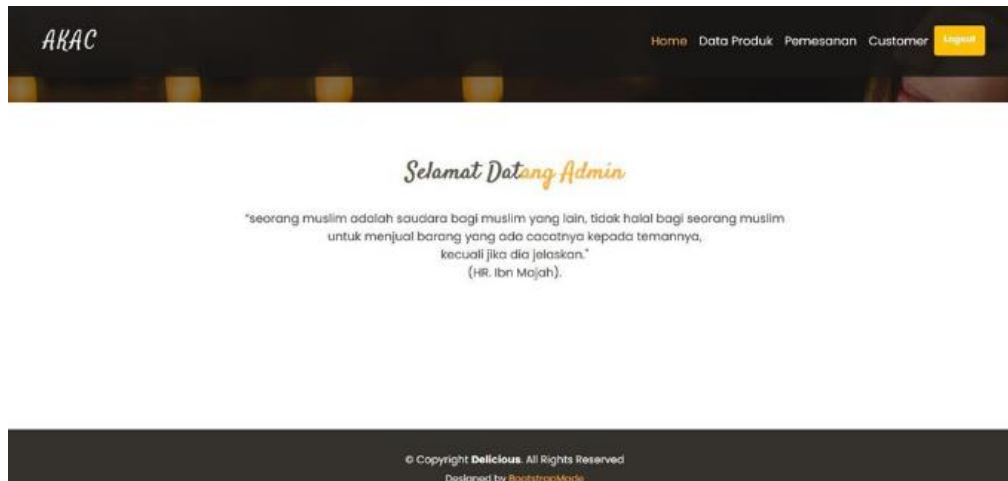 AKAC
Home Data Produk Pemesanan Customer Logout
Selamat Datang Admin
"seorang muslim adalah saudara bagi muslim yang lain, tidak halal bagi seorang muslim
untuk menjual barang yang ada cacatnya kepada temannya,
kecuali jika dia jelaskan."
(HR. Ibn Majah).
© Copyright Delicious. All Rights Reserved
Designed by BootstrapMade